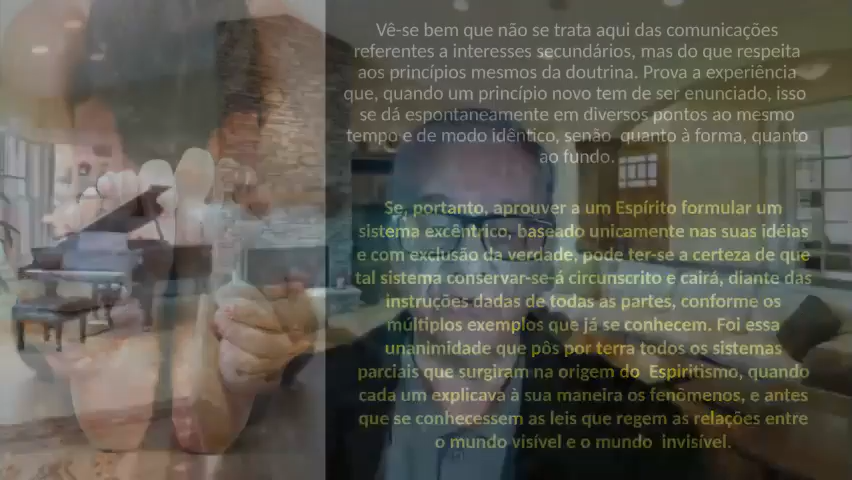 Vê-se bem que não se trata aqui das comunicações
referentes a interesses secundários, mas do que respeita
aos princípios mesmos da doutrina. Prova a experiência
que, quando um princípio novo tem de ser enunciado, isso
se dá espontaneamente em diversos pontos ao mesmo
tempo e de modo idêntico, senão quanto à forma, quanto
ao fundo.
Se, portanto, aprouver a um Espírito formular um
sistema excêntrico, baseado unicamente nas suas idéias
e com exclusão da verdade, pode ter-se a certeza de que
tal sistema conservar-se-á circunscrito e cairá, diante das
instruções dadas de todas as partes, conforme os
múltiplos exemplos que já se conhecem. Foi essa
unanimidade que pôs por terra todos os sistemas
parciais que surgiram na origem do Espiritismo, quando
cada um explicava à sua maneira os fenômenos, e antes
que se conhecessem as leis que regem as relações entre
o mundo visível e o mundo invisível.